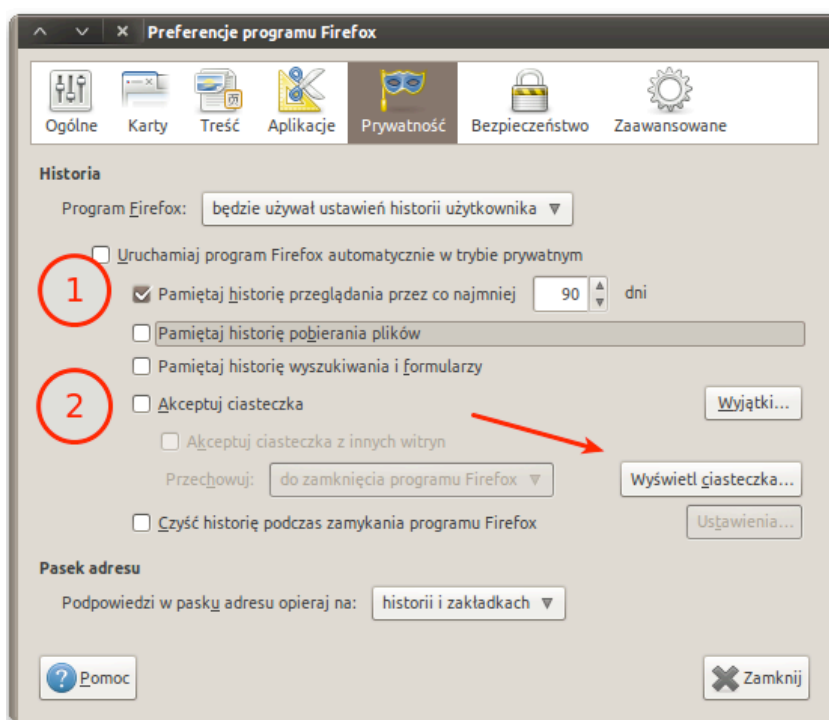 Preferencje programu Firefox
Ogólne Karty Treść Aplikacje Prywatność Bezpieczeństwo Zaawansowane
Historia
Program Firefox: będzie używał ustawień historii użytkownika
Uruchamiaj program Firefox automatycznie w trybie prywatnym
1
Pamiętaj historię przeglądania przez co najmniej 90 dni
Pamiętaj historię pobierania plików
Pamiętaj historię wyszukiwania i formularzy
2
Akceptuj ciasteczka Wyjątki...
Akceptuj ciasteczka z innych witryn
Przechowuj: do zamknięcia programu Firefox Wyświetl ciasteczka...
Czyść historię podczas zamykania programu Firefox Ustawienia...
Pasek adresu
Podpowiedzi w pasku adresu opieraj na: historii i zakładkach
Pomoc Zamknij